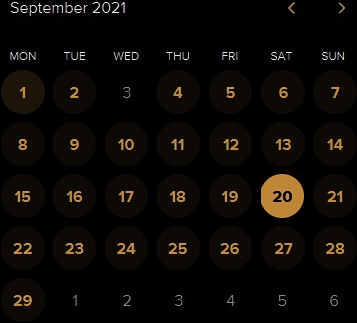 September 2021
MON TUE WED THU FRI SAT SUN
1 2 3 4 5 6 7
8 9 10 11 12 13 14
15 16 17 18 19 20 21
22 23 24 25 26 27 28
29 1 2 3 4 5 6